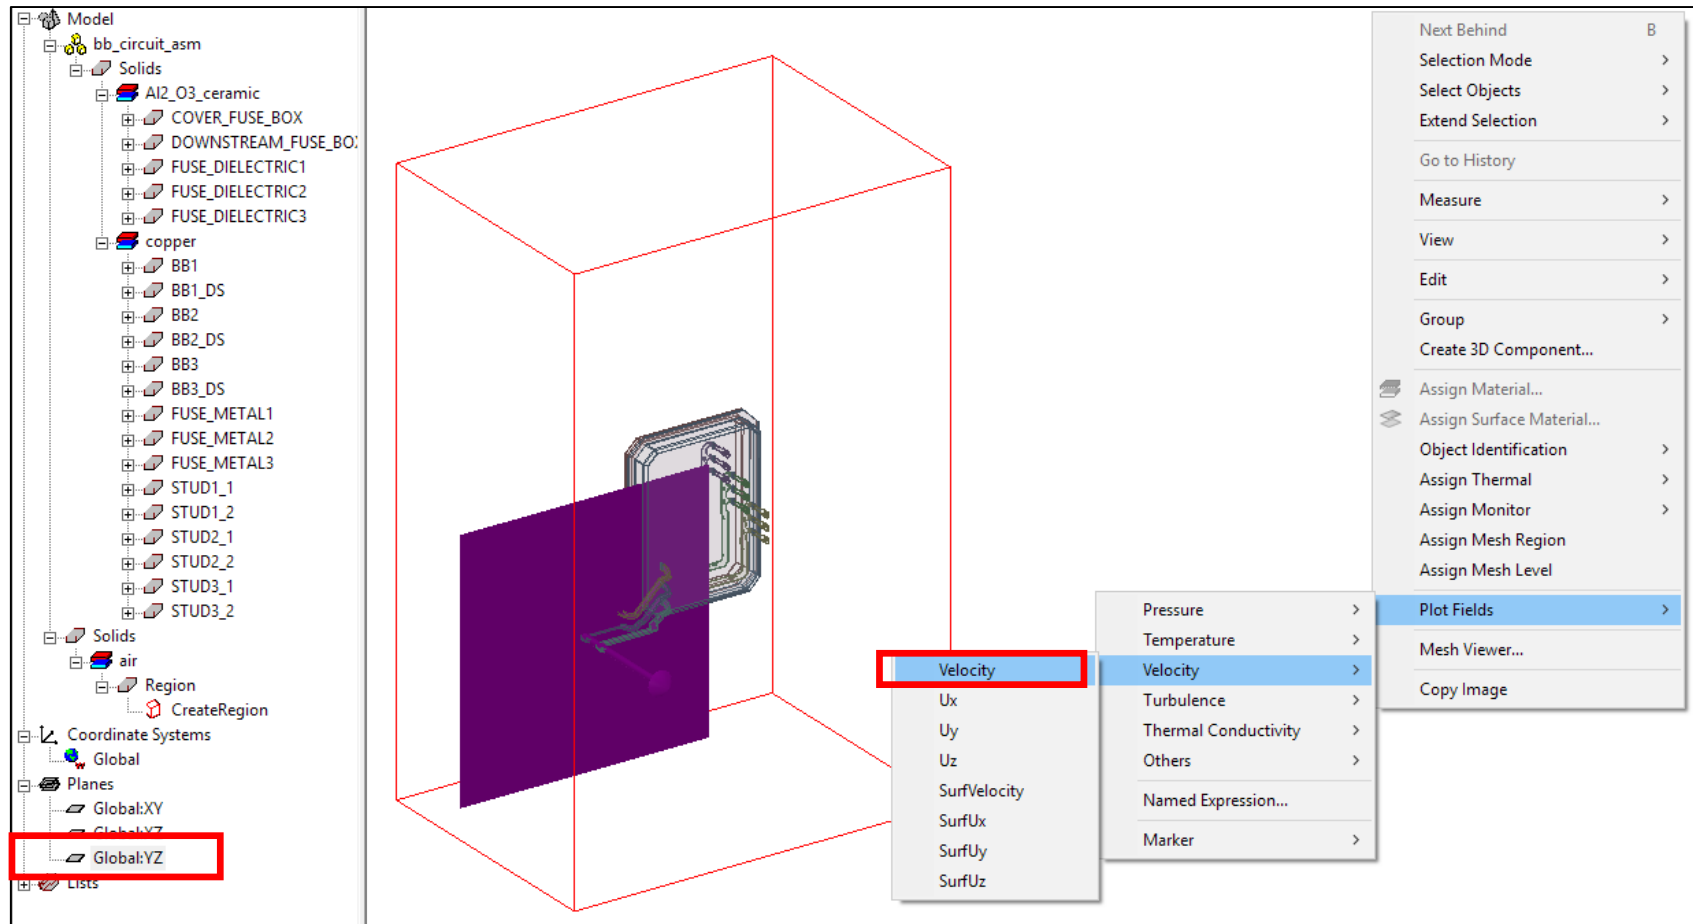 Model
bb_circuit_asm
Solids
Al2_O3_ceramic
COVER_FUSE_BOX
DOWNSTREAM_FUSE_BO
FUSE_DIELECTRIC1
FUSE_DIELECTRIC2
FUSE_DIELECTRIC3
copper
BB1
BB1_DS
BB2
BB2_DS
BB3
BB3_DS
FUSE_METAL1
FUSE_METAL2
FUSE_METAL3
STUD1_1
STUD1_2
STUD2_1
STUD2_2
STUD3_1
STUD3_2
Solids
air
Region
CreateRegion
Coordinate Systems
Global
Planes
Global:XY
Global:XZ
Global:YZ
Lists
Next Behind B
Selection Mode
Select Objects
Extend Selection
Go to History
Measure
View
Edit
Group
Create 3D Component...
Assign Material...
Assign Surface Material...
Object Identification
Assign Thermal
Assign Monitor
Assign Mesh Region
Assign Mesh Level
Plot Fields
Mesh Viewer...
Copy Image
Pressure
Temperature
Velocity
Turbulence
Thermal Conductivity
Others
Named Expression...
Marker
Velocity
Ux
Uy
Uz
SurfVelocity
SurfUx
SurfUy
SurfUz